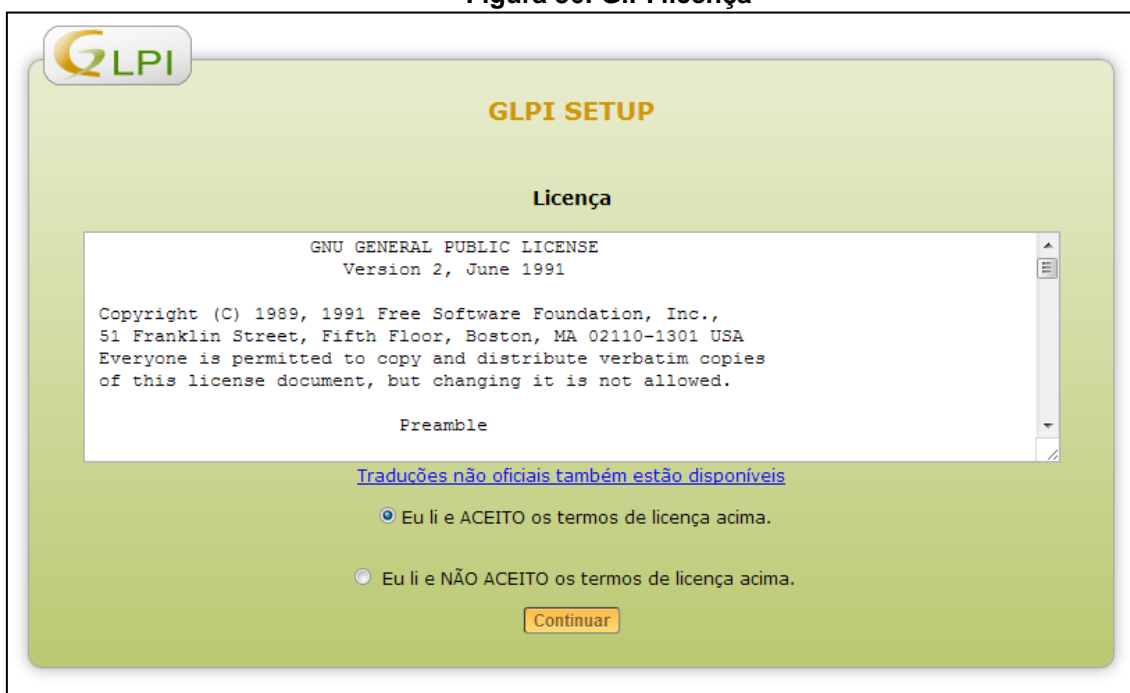 GLPI
GLPI SETUP
Licença
GNU GENERAL PUBLIC LICENSE
Version 2, June 1991
Copyright (C) 1989, 1991 Free Software Foundation, Inc.,
51 Franklin Street, Fifth Floor, Boston, MA 02110-1301 USA
Everyone is permitted to copy and distribute verbatim copies
of this license document, but changing it is not allowed.
Preamble
Traduções não oficiais também estão disponíveis
Eu li e ACEITO os termos de licença acima.
Eu li e NÃO ACEITO os termos de licença acima.
Continuar